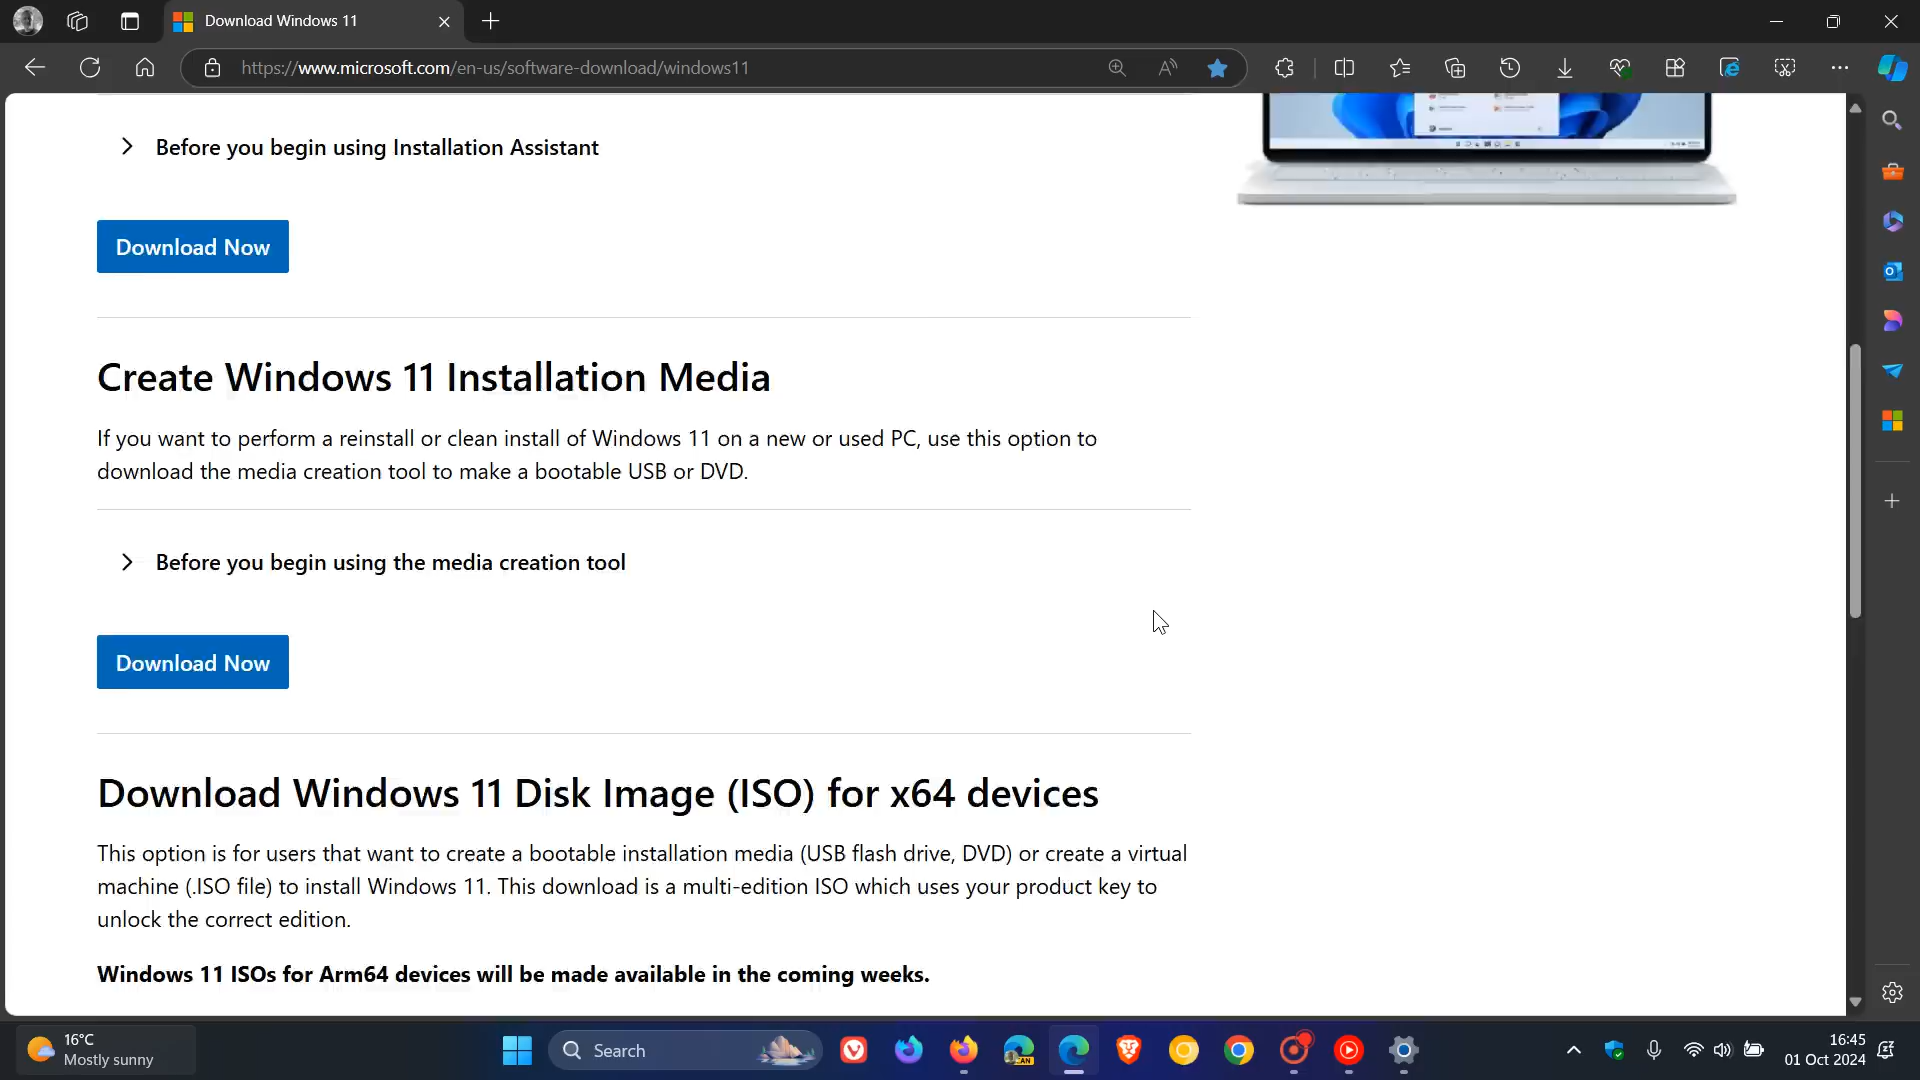 Download Windows 11
https://www.microsoft.com/en-us/software-download/windows11
Before you begin using Installation Assistant
Download Now
Create Windows 11 Installation Media
If you want to perform a reinstall or clean install of Windows 11 on a new or used PC, use this option to
download the media creation tool to make a bootable USB or DVD.
Before you begin using the media creation tool
Download Now
Download Windows 11 Disk Image (ISO) for x64 devices
This option is for users that want to create a bootable installation media (USB flash drive, DVD) or create a virtual
machine (.ISO file) to install Windows 11. This download is a multi-edition ISO which uses your product key to
unlock the correct edition.
Windows 11 ISOs for Arm64 devices will be made available in the coming weeks.
16°C
Mostly sunny
Search
CAN
16:45
01 Oct 2024